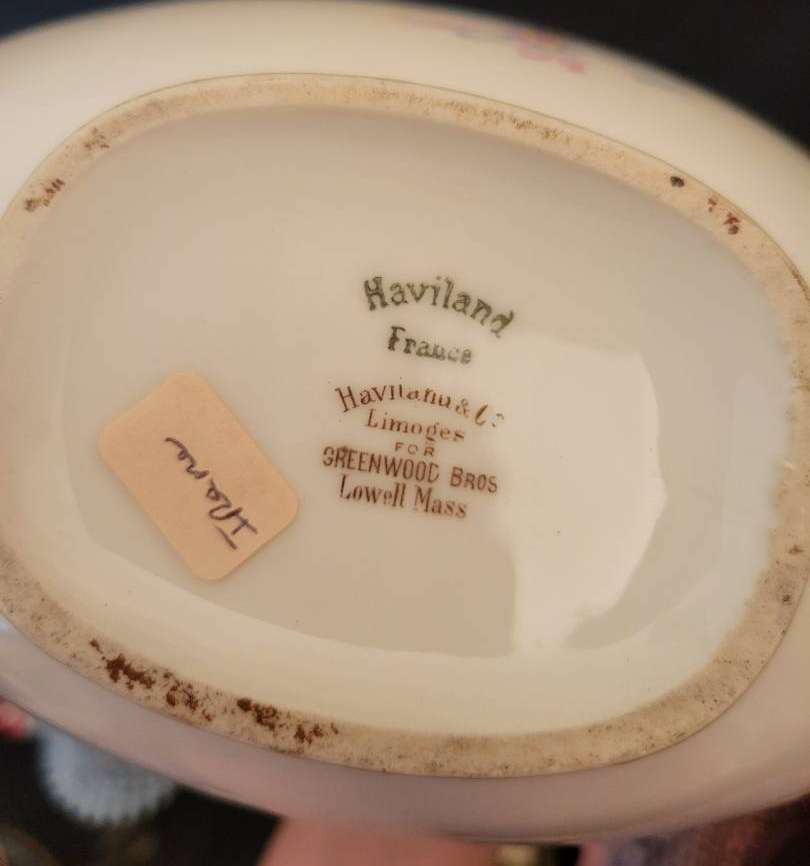 Haviland
France
Haviland & Co
Limoges
FOR
GREENWOOD BROS
Lowell Mass